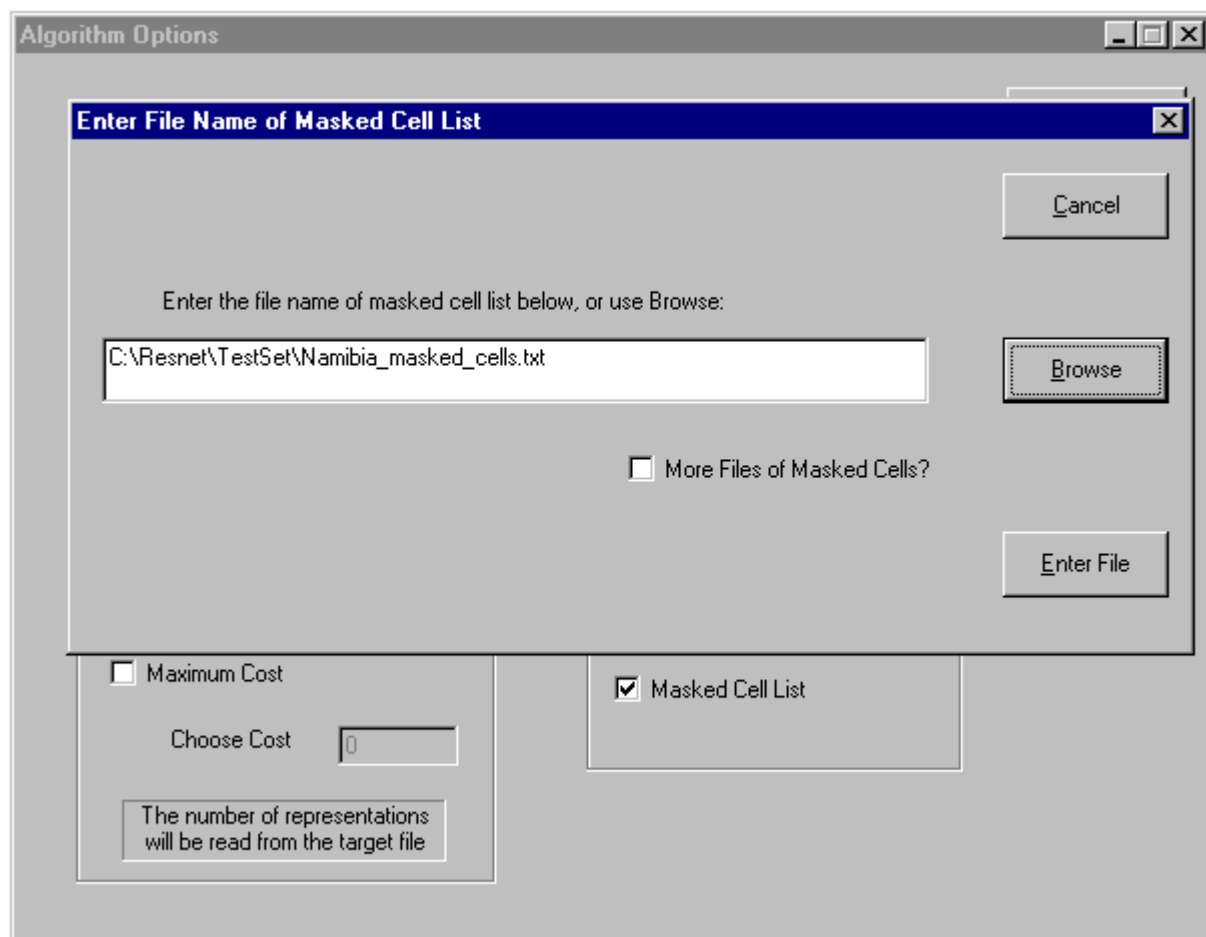 Algorithm Options
Enter File Name of Masked Cell List
Cancel
Enter the file name of masked cell list below, or use Browse:
C:\Resnet\TestSet\Namibia_masked_cells.txt
Browse
More Files of Masked Cells?
Enter File
Maximum Cost
Masked Cell List
Choose Cost
0
The number of representations
will be read from the target file